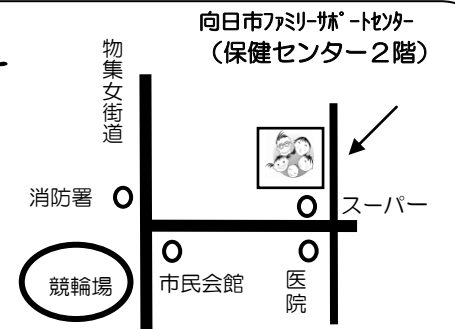 向日市ファミリーサポートセンター
（保健センター２階）
物集女街道
消防署
スーパー
競輪場
市民会館
医院